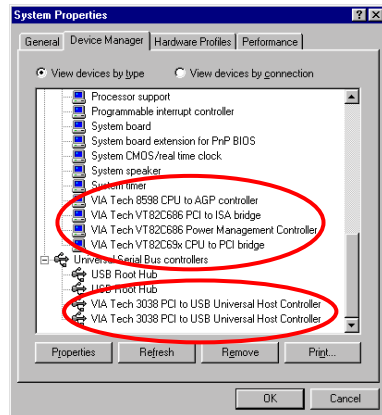 System Properties
General Device Manager Hardware Profiles Performance
View devices by type View devices by connection
Processor support
Programmable interrupt controller
System board
System board extension for PnP BIOS
System CMOS/real time clock
System speaker
System timer
VIA Tech 8598 CPU to AGP controller
VIA Tech VT82C686 PCI to ISA bridge
VIA Tech VT82C686 Power Management Controller
VIA Tech VT82C69x CPU to PCI bridge
Universal Serial Bus controllers
USB Root Hub
USB Root Hub
VIA Tech 3038 PCI to USB Universal Host Controller
VIA Tech 3038 PCI to USB Universal Host Controller
Properties Refresh Remove Print...
OK Cancel